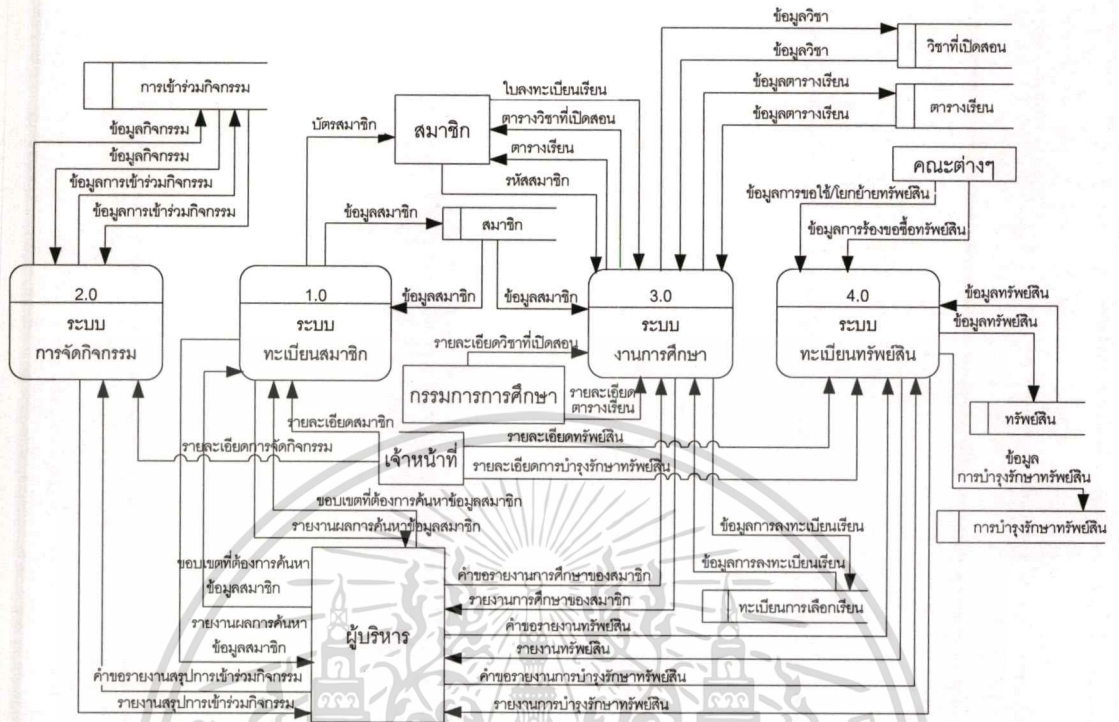 ข้อมูลวิชา
วิชาที่เปิดสอน
ข้อมูลวิชา
การเข้าร่วมกิจกรรม
ใบลงทะเบียนเรียน
ข้อมูลตารางเรียน
ตารางเรียน
ข้อมูลตารางเรียน
บัตรสมาชิก
สมาชิก
ตารางวิชาที่เปิดสอน
ตารางเรียน
รหัสสมาชิก
ข้อมูลกิจกรรม
ข้อมูลกิจกรรม
ข้อมูลการเข้าร่วมกิจกรรม
ข้อมูลการเข้าร่วมกิจกรรม
คณะต่างๆ
ข้อมูลการขอใช้/โยกย้ายทรัพย์สิน
ข้อมูลการร้องขอซื้อทรัพย์สิน
ข้อมูลสมาชิก
สมาชิก
2.0
ระบบ
การจัดกิจกรรม
1.0
ระบบ
ทะเบียนสมาชิก
ข้อมูลสมาชิก
ข้อมูลสมาชิก
3.0
ระบบ
งานการศึกษา
4.0
ระบบ
ทะเบียนทรัพย์สิน
ข้อมูลทรัพย์สิน
ข้อมูลทรัพย์สิน
ทรัพย์สิน
รายละเอียดวิชาที่เปิดสอน
กรรมการการศึกษา
รายละเอียด
ตารางเรียน
รายละเอียดสมาชิก
รายละเอียดการจัดกิจกรรม
เจ้าหน้าที่
รายละเอียดทรัพย์สิน
รายละเอียดการบำรุงรักษาทรัพย์สิน
ข้อมูล
การบำรุงรักษาทรัพย์สิน
การบำรุงรักษาทรัพย์สิน
ขอบเขตที่ต้องการค้นหาข้อมูลสมาชิก
รายงานผลการค้นหาข้อมูลสมาชิก
ข้อมูลการลงทะเบียนเรียน
ข้อมูลการลงทะเบียนเรียน
ทะเบียนการเลือกเรียน
ขอบเขตที่ต้องการค้นหา
ข้อมูลสมาชิก
รายงานผลการค้นหา
ข้อมูลสมาชิก
ผู้บริหาร
คำขอรายงานการศึกษาของสมาชิก
รายงานการศึกษาของสมาชิก
คำขอรายงานทรัพย์สิน
รายงานทรัพย์สิน
คำขอรายงานสรุปการเข้าร่วมกิจกรรม
คำขอรายงานการบำรุงรักษาทรัพย์สิน
รายงานสรุปการเข้าร่วมกิจกรรม
รายงานการบำรุงรักษาทรัพย์สิน